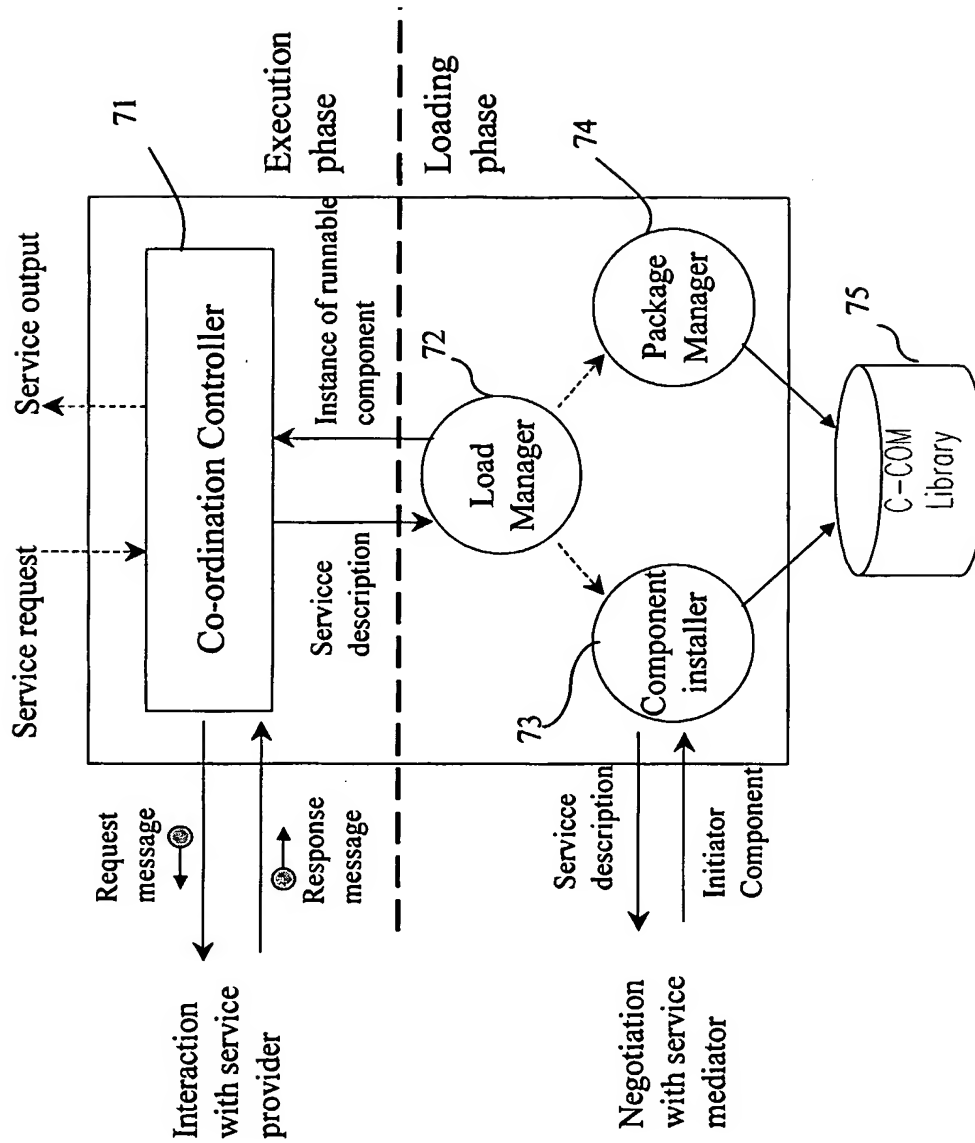 Service request
Service output
71
Co-ordination Controller
Request
message
Response
message
Interaction
with service
provider
Execution
phase
Servicce
description
Instance of runnable
component
Loading
phase
72
Load
Manager
73
Component
installer
74
Package
Manager
Servicce
description
Initiator
Component
Negotiation
with service
mediator
75
C-COM
Library